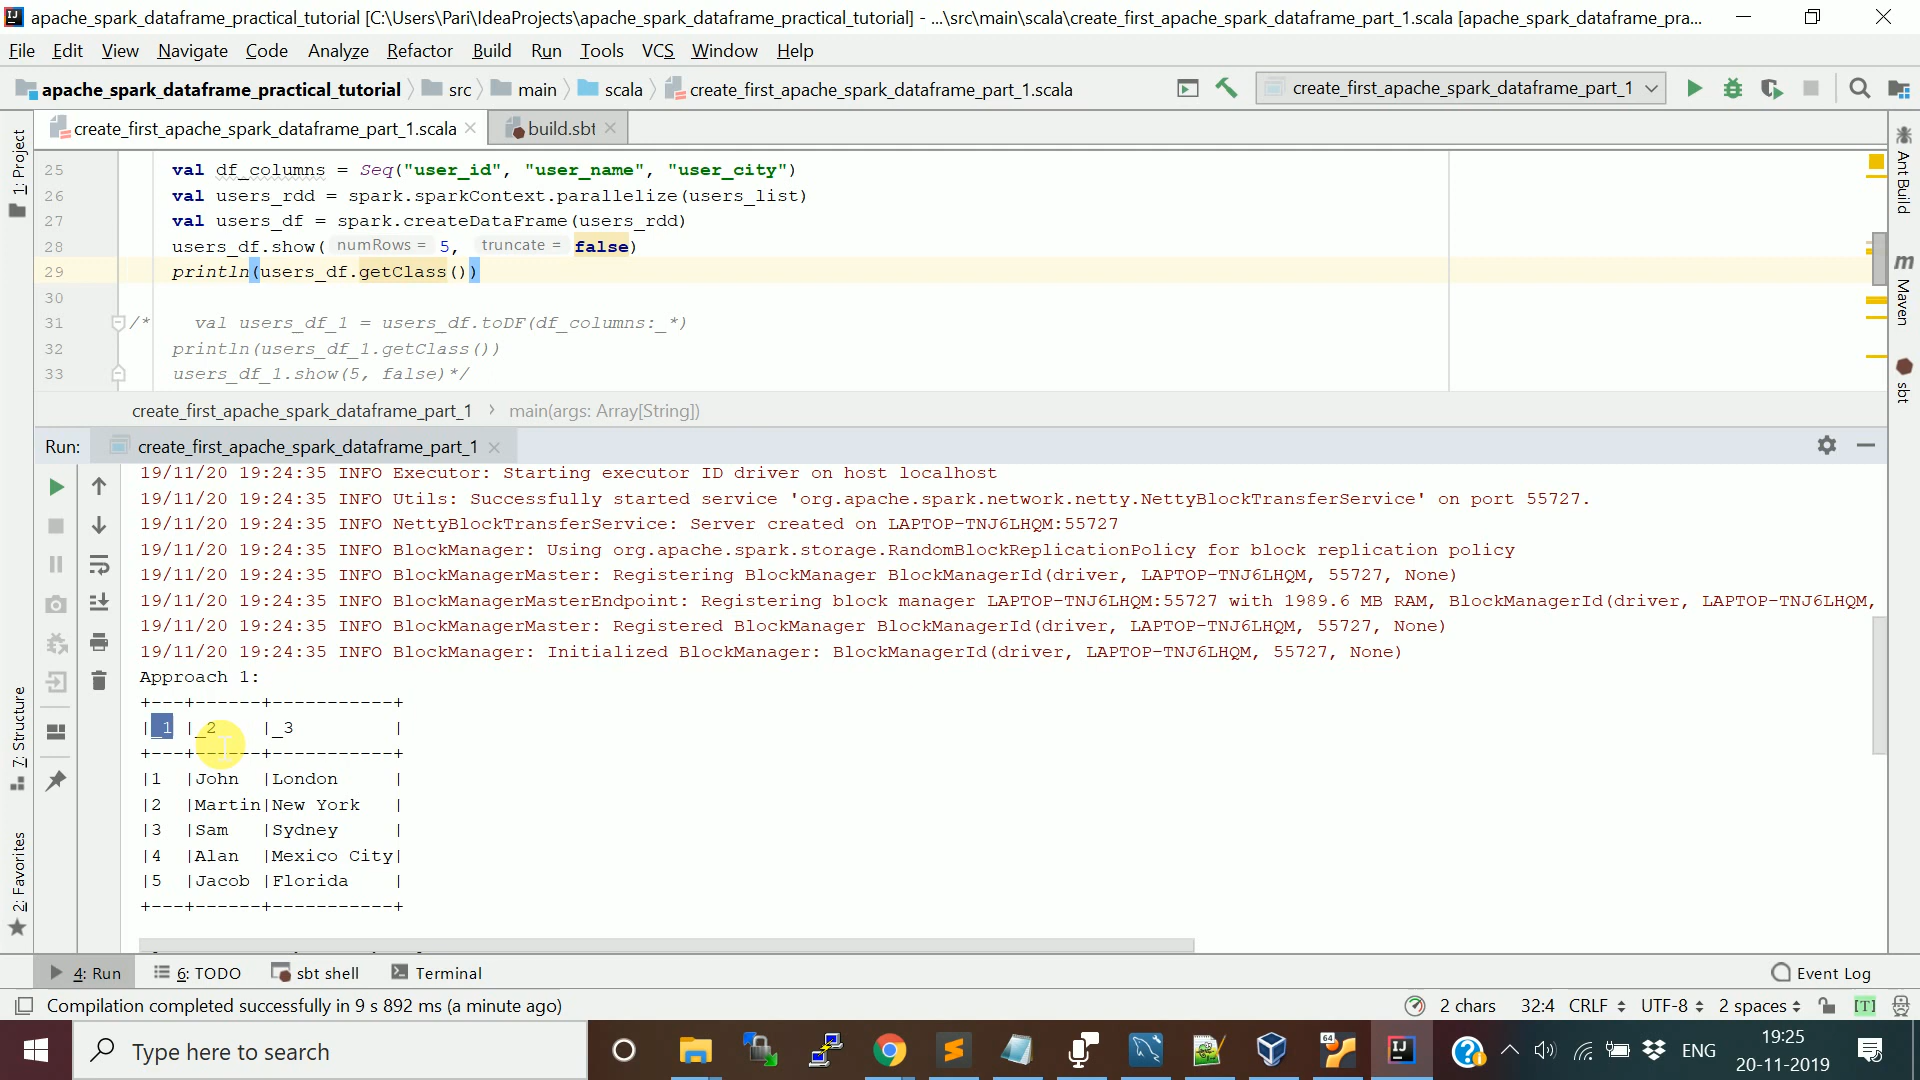 apache_spark_dataframe_practical_tutorial [C:\Users\Pari\IdeaProjects\apache_spark_dataframe_practical_tutorial] - ...\src\main\scala\create_first_apache_spark_dataframe_part_1.scala [apache_spark_dataframe_pra...
File Edit View Navigate Code Analyze Refactor Build Run Tools VCS Window Help
apache_spark_dataframe_practical_tutorial src main scala create_first_apache_spark_dataframe_part_1.scala create_first_apache_spark_dataframe_part_1
create_first_apache_spark_dataframe_part_1.scala build.sbt
1: Project
Ant Build
Maven
sbt
25 val df_columns = Seq("user_id", "user_name", "user_city")
26 val users_rdd = spark.sparkContext.parallelize(users_list)
27 val users_df = spark.createDataFrame(users_rdd)
28 users_df.show( numRows = 5, truncate = false)
29 println(users_df.getClass())
30
31 /* val users_df_1 = users_df.toDF(df_columns:_*)
32 println(users_df_1.getClass())
33 users_df_1.show(5, false)*/
create_first_apache_spark_dataframe_part_1 > main(args: Array[String])
Run: create_first_apache_spark_dataframe_part_1
19/11/20 19:24:35 INFO Executor: Starting executor ID driver on host localhost
19/11/20 19:24:35 INFO Utils: Successfully started service 'org.apache.spark.network.netty.NettyBlockTransferService' on port 55727.
19/11/20 19:24:35 INFO NettyBlockTransferService: Server created on LAPTOP-TNJ6LHQM:55727
19/11/20 19:24:35 INFO BlockManager: Using org.apache.spark.storage.RandomBlockReplicationPolicy for block replication policy
19/11/20 19:24:35 INFO BlockManagerMaster: Registering BlockManager BlockManagerId(driver, LAPTOP-TNJ6LHQM, 55727, None)
19/11/20 19:24:35 INFO BlockManagerMasterEndpoint: Registering block manager LAPTOP-TNJ6LHQM:55727 with 1989.6 MB RAM, BlockManagerId(driver, LAPTOP-TNJ6LHQM,
19/11/20 19:24:35 INFO BlockManagerMaster: Registered BlockManager BlockManagerId(driver, LAPTOP-TNJ6LHQM, 55727, None)
19/11/20 19:24:35 INFO BlockManager: Initialized BlockManager: BlockManagerId(driver, LAPTOP-TNJ6LHQM, 55727, None)
Approach 1:
+---+------+-----------+
|_1 |_2    |_3         |
+---+------+-----------+
|1  |John  |London     |
|2  |Martin|New York   |
|3  |Sam   |Sydney     |
|4  |Alan  |Mexico City|
|5  |Jacob |Florida    |
+---+------+-----------+
7: Structure
2: Favorites
4: Run 6: TODO sbt shell Terminal Event Log
Compilation completed successfully in 9 s 892 ms (a minute ago) 2 chars 32:4 CRLF UTF-8 2 spaces [T]
Type here to search 64 IJ ENG 19:25
20-11-2019